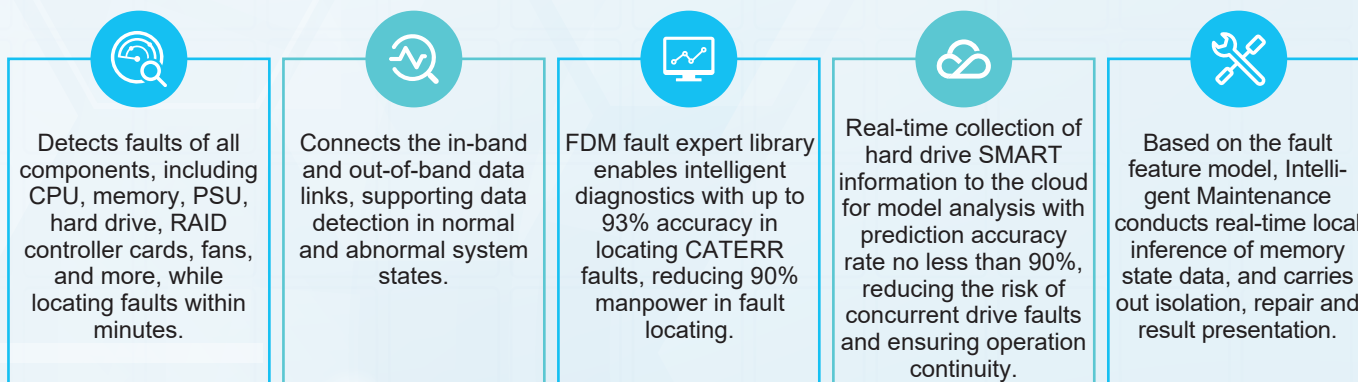 Detects faults of all
components, including
CPU, memory, PSU,
hard drive, RAID
controller cards, fans,
and more, while
locating faults within
minutes.
Connects the in-band
and out-of-band data
links, supporting data
detection in normal
and abnormal system
states.
FDM fault expert library
enables intelligent
diagnostics with up to
93% accuracy in
locating CATERR
faults, reducing 90%
manpower in fault
locating.
Real-time collection of
hard drive SMART
information to the cloud
for model analysis with
prediction accuracy
rate no less than 90%,
reducing the risk of
concurrent drive faults
and ensuring operation
continuity.
Based on the fault
feature model, Intelli-
gent Maintenance
conducts real-time local
inference of memory
state data, and carries
out isolation, repair and
result presentation.